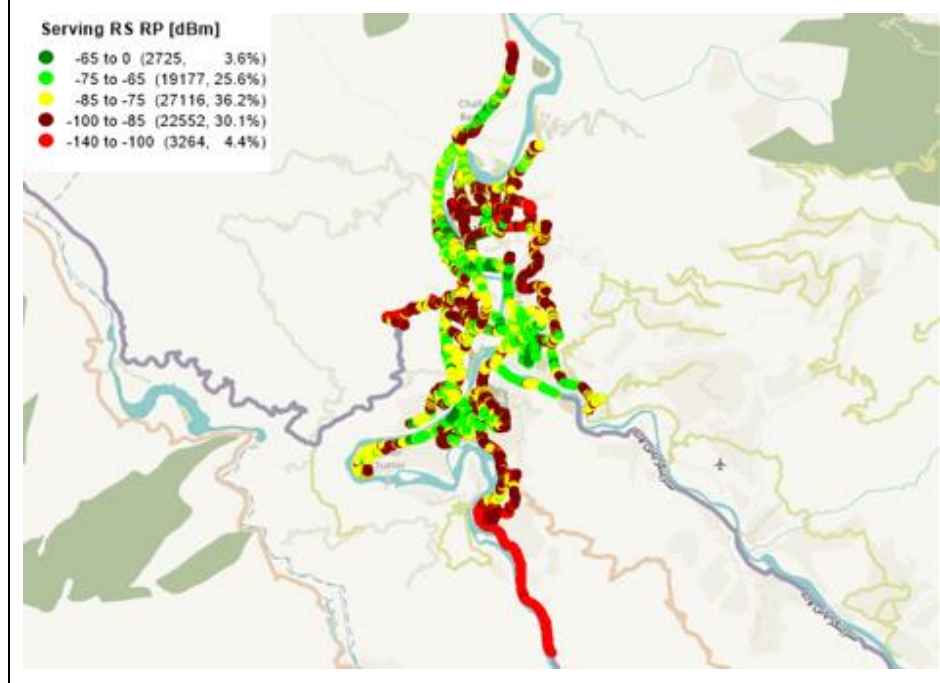 Serving RS RP [dBm]
-65 to 0 (2725, 3.6%)
-75 to -65 (19177, 25.6%)
-85 to -75 (27116, 36.2%)
-100 to -85 (22552, 30.1%)
-140 to -100 (3264, 4.4%)